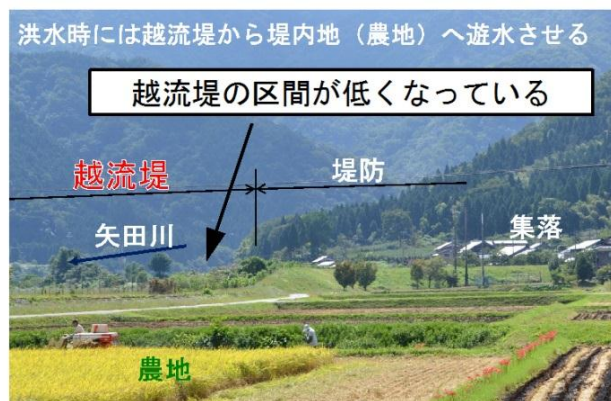 洪水時には越流堤から堤内地（農地）へ遊水させる
越流堤の区間が低くなっている
越流堤
堤防
矢田川
集落
農地